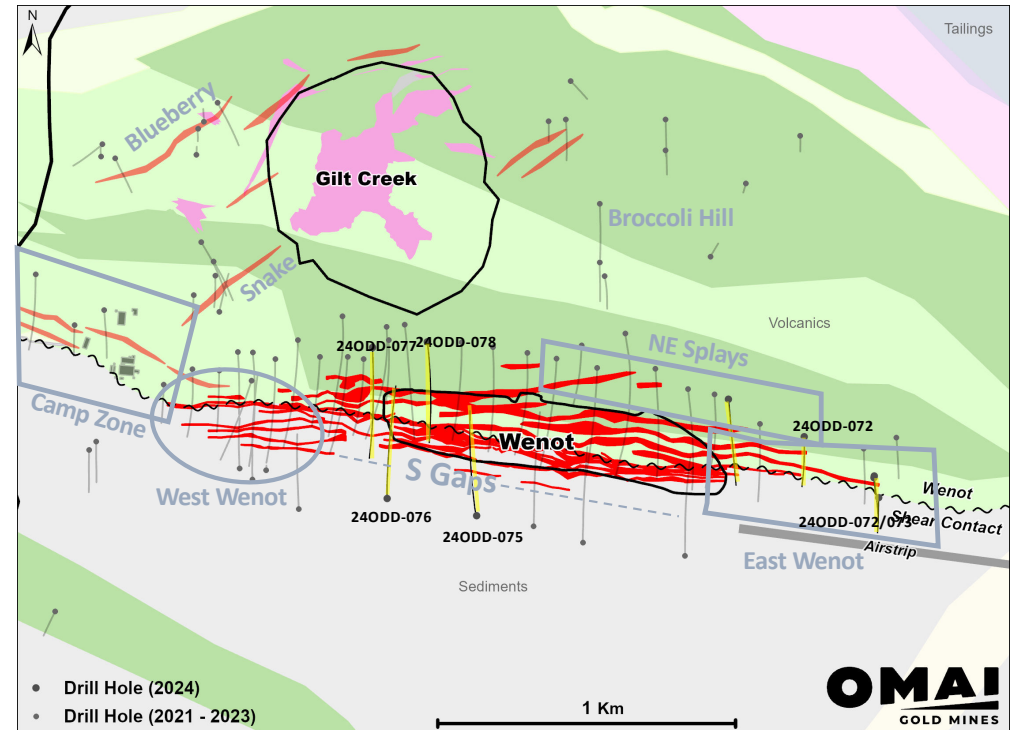 N
Tailings
Blueberry
Gilt Creek
Broccoli Hill
Snake
Volcanics
24ODD-077
24ODD-078
NE Splays
Camp Zone
24ODD-072
Wenot
S Gaps
West Wenot
Wenot
Shear Contact
24ODD-076
24ODD-072/073
24ODD-075
Airstrip
East Wenot
Sediments
Drill Hole (2024)
Drill Hole (2021 - 2023)
1 Km
OMAI
GOLD MINES